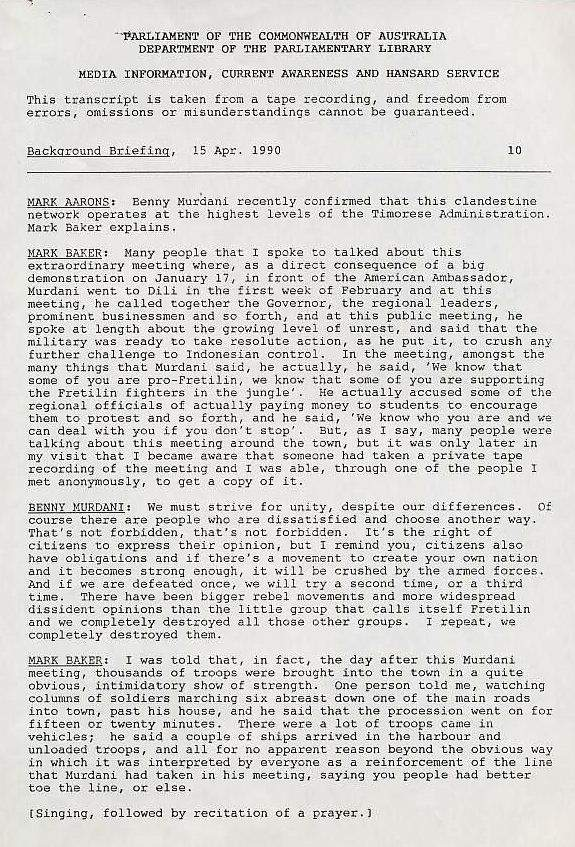 PARLIAMENT OF THE COMMONWEALTH OF AUSTRALIA
DEPARTMENT OF THE PARLIAMENTARY LIBRARY
MEDIA INFORMATION, CURRENT AWARENESS AND HANSARD SERVICE
This transcript is taken from a tape recording, and freedom from
errors, omissions or misunderstandings cannot be guaranteed.
Background Briefing, 15 Apr. 1990 10
MARK AARONS: Benny Murdani recently confirmed that this clandestine
network operates at the highest levels of the Timorese Administration.
Mark Baker explains.
MARK BAKER: Many people that I spoke to talked about this
extraordinary meeting where, as a direct consequence of a big
demonstration on January 17, in front of the American Ambassador,
Murdani went to Dili in the first week of February and at this
meeting, he called together the Governor, the regional leaders,
prominent businessmen and so forth, and at this public meeting, he
spoke at length about the growing level of unrest, and said that the
military was ready to take resolute action, as he put it, to crush any
further challenge to Indonesian control. In the meeting, amongst the
many things that Murdani said, he actually, he said, 'We know that
some of you are pro-Fretilin, we know that some of you are supporting
the Fretilin fighters in the jungle'. He actually accused some of the
regional officials of actually paying money to students to encourage
them to protest and so forth, and he said, 'We know who you are and we
can deal with you if you don't stop'. But, as I say, many people were
talking about this meeting around the town, but it was only later in
my visit that I became aware that someone had taken a private tape
recording of the meeting and I was able, through one of the people I
met anonymously, to get a copy of it.
BENNY MURDANI: We must strive for unity, despite our differences. Of
course there are people who are dissatisfied and choose another way.
That's not forbidden, that's not forbidden. It's the right of
citizens to express their opinion, but I remind you, citizens also
have obligations and if there's a movement to create your own nation
and it becomes strong enough, it will be crushed by the armed forces.
And if we are defeated once, we will try a second time, or a third
time. There have been bigger rebel movements and more widespread
dissident opinions than the little group that calls itself Fretilin
and we completely destroyed all those other groups. I repeat, we
completely destroyed them.
MARK BAKER: I was told that, in fact, the day after this Murdani
meeting, thousands of troops were brought into the town in a quite
obvious, intimidatory show of strength. One person told me, watching
columns of soldiers marching six abreast down one of the main roads
into town, past his house, and he said that the procession went on for
fifteen or twenty minutes. There were a lot of troops came in
vehicles; he said a couple of ships arrived in the harbour and
unloaded troops, and all for no apparent reason beyond the obvious way
in which it was interpreted by everyone as a reinforcement of the line
that Murdani had taken in his meeting, saying you people had better
toe the line, or else.
[Singing, followed by recitation of a prayer.]